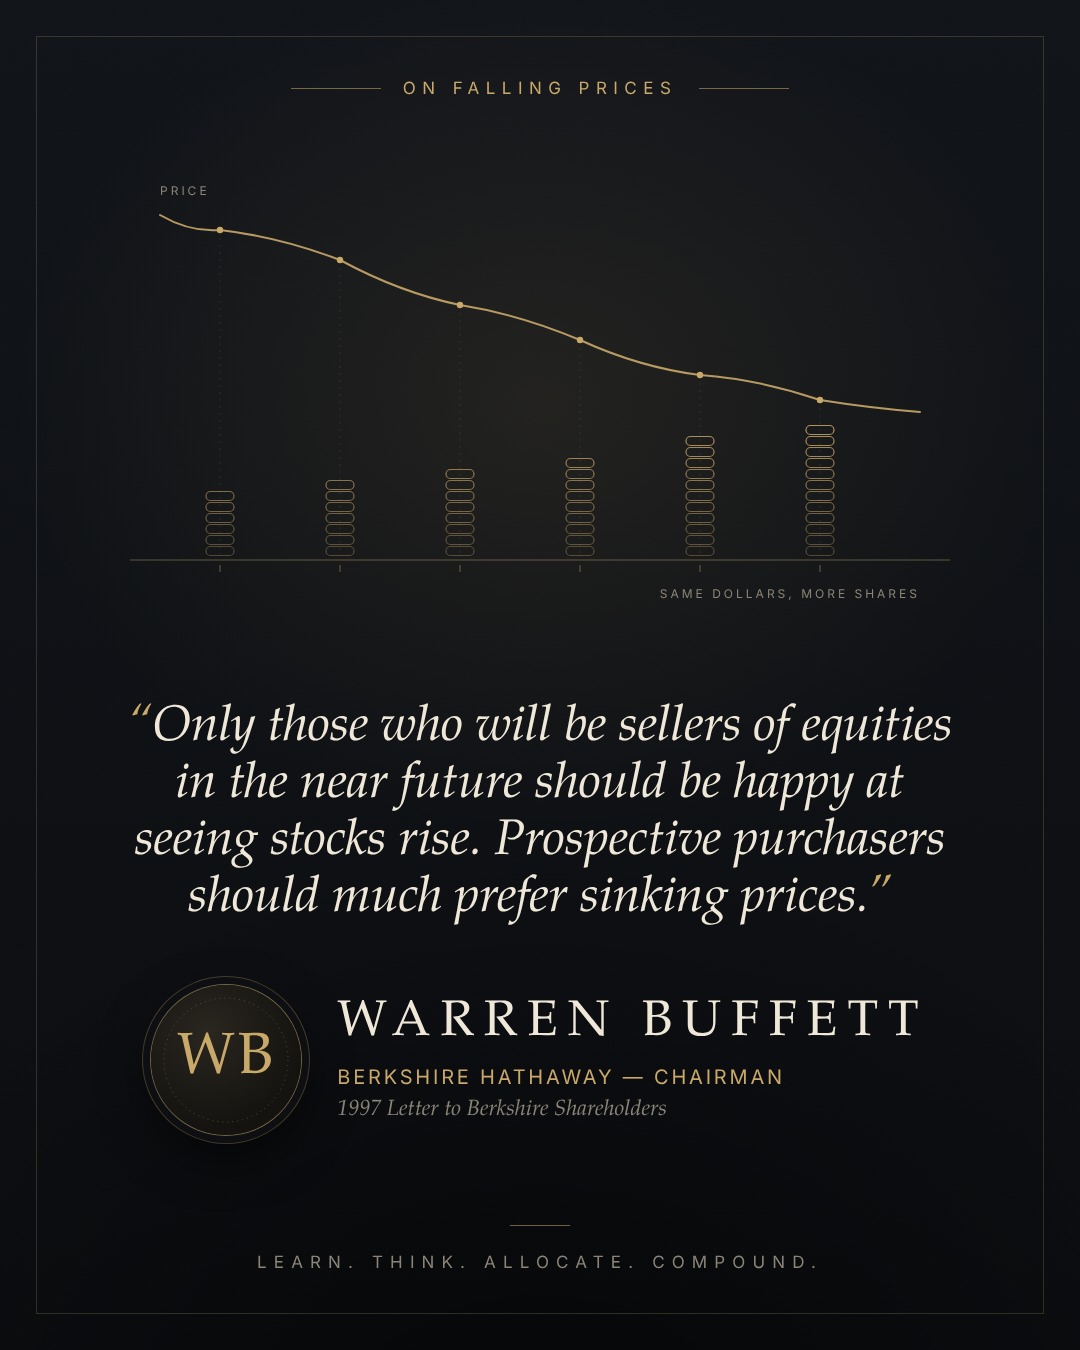 ON FALLING PRICES
PRICE
SAME DOLLARS, MORE SHARES
“Only those who will be sellers of equities
in the near future should be happy at
seeing stocks rise. Prospective purchasers
should much prefer sinking prices.”
WB
WARREN BUFFETT
BERKSHIRE HATHAWAY — CHAIRMAN
1997 Letter to Berkshire Shareholders
LEARN. THINK. ALLOCATE. COMPOUND.